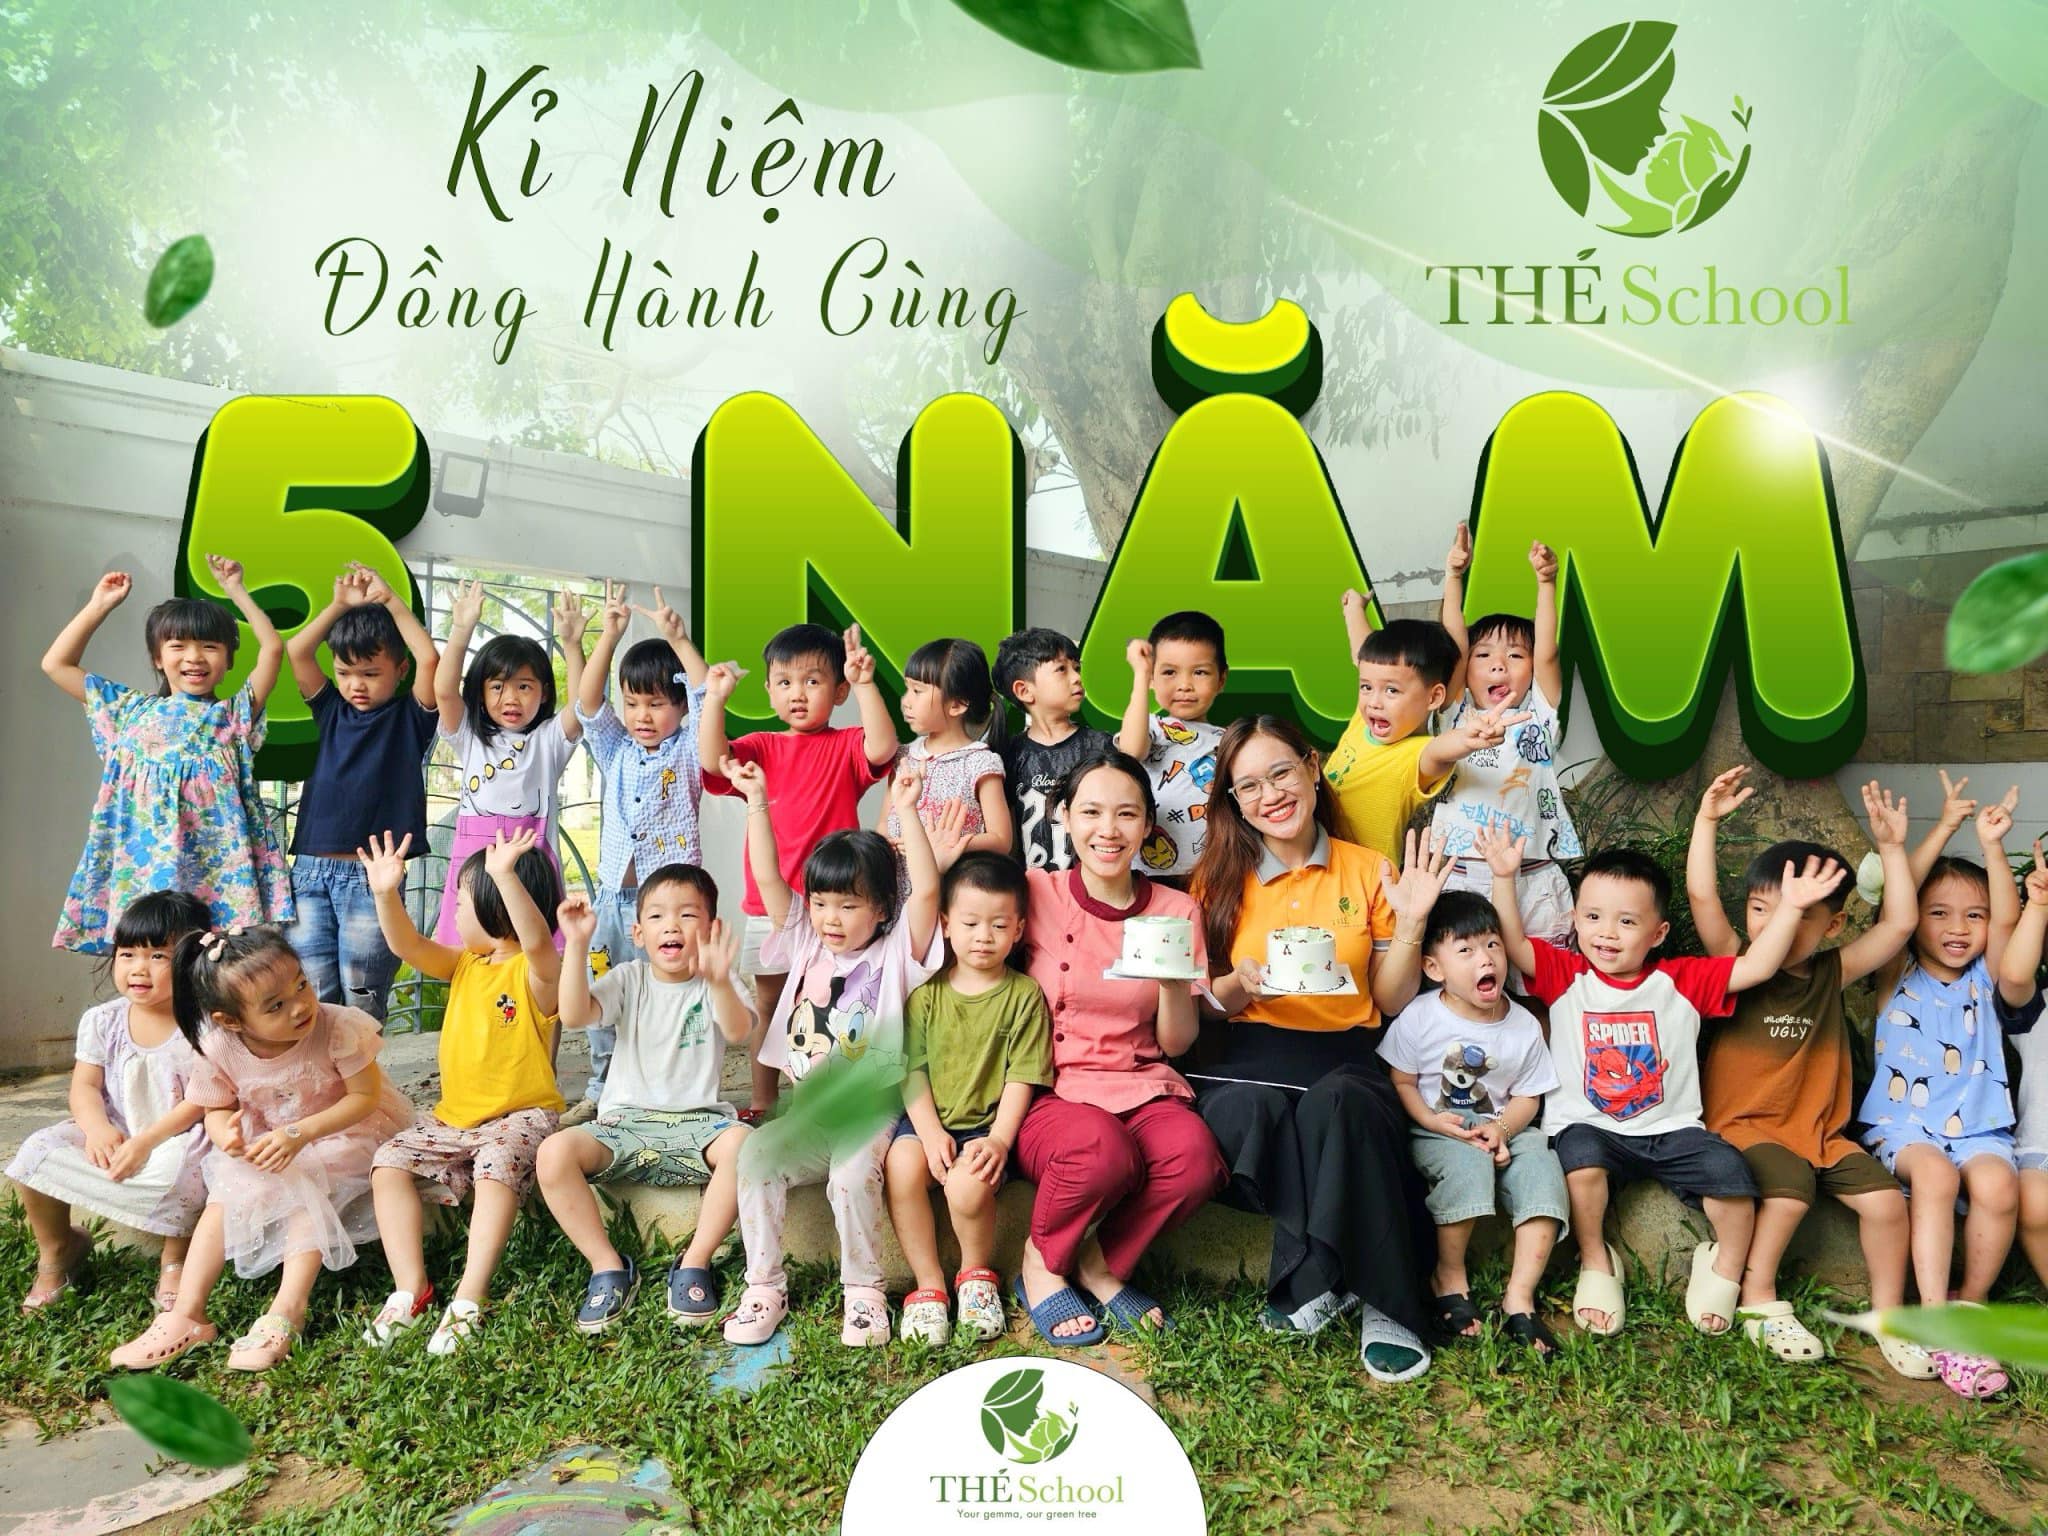 Kỉ Niệm
Đồng Hành Cùng
5 NĂM
THÉ School
SPIDER
UGLY
THÉ School
Your gemma, our green tree